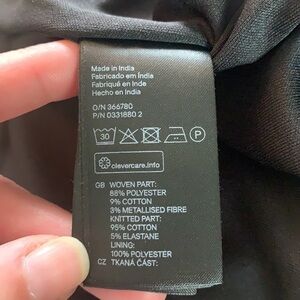 Made in India
Fabricado em Índia
Fabriqué en Inde
Hecho en India
O/N 366780
P/N 0331880 2
30
P
clevercare.info
GB WOVEN PART:
88% POLYESTER
9% COTTON
3% METALLISED FIBRE
KNITTED PART:
95% COTTON
5% ELASTANE
LINING:
100% POLYESTER
CZ TKANÁ ČÁST: